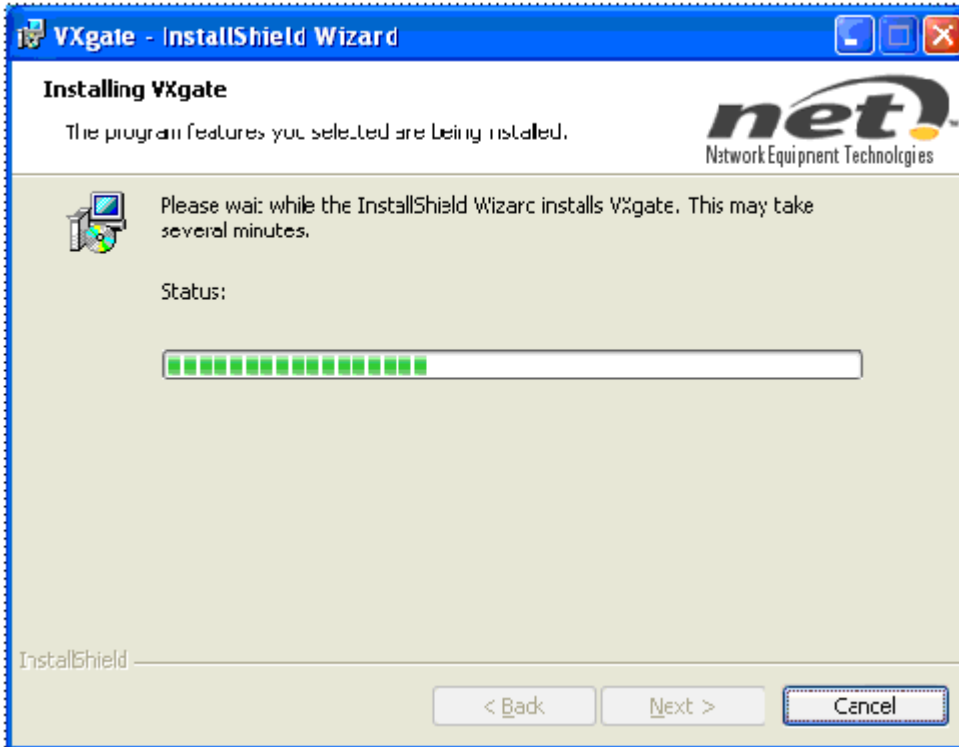 VXgate - InstallShield Wizard
Installing VXgate
The program features you selected are being installed.
net
Network Equipment Technologies
Please wait while the InstallShield Wizard installs VXgate. This may take
several minutes.
Status:
InstallShield
< Back
Next >
Cancel